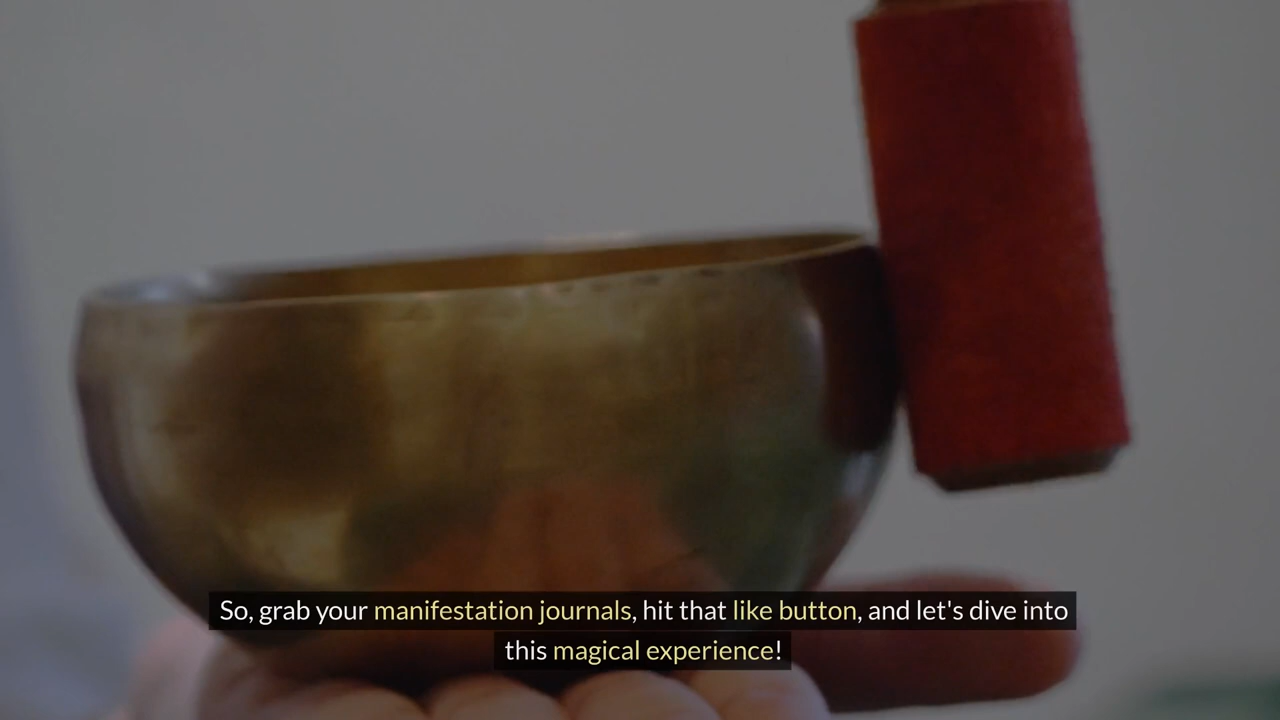 So, grab your manifestation journals, hit that like button, and let's dive into
this magical experience!